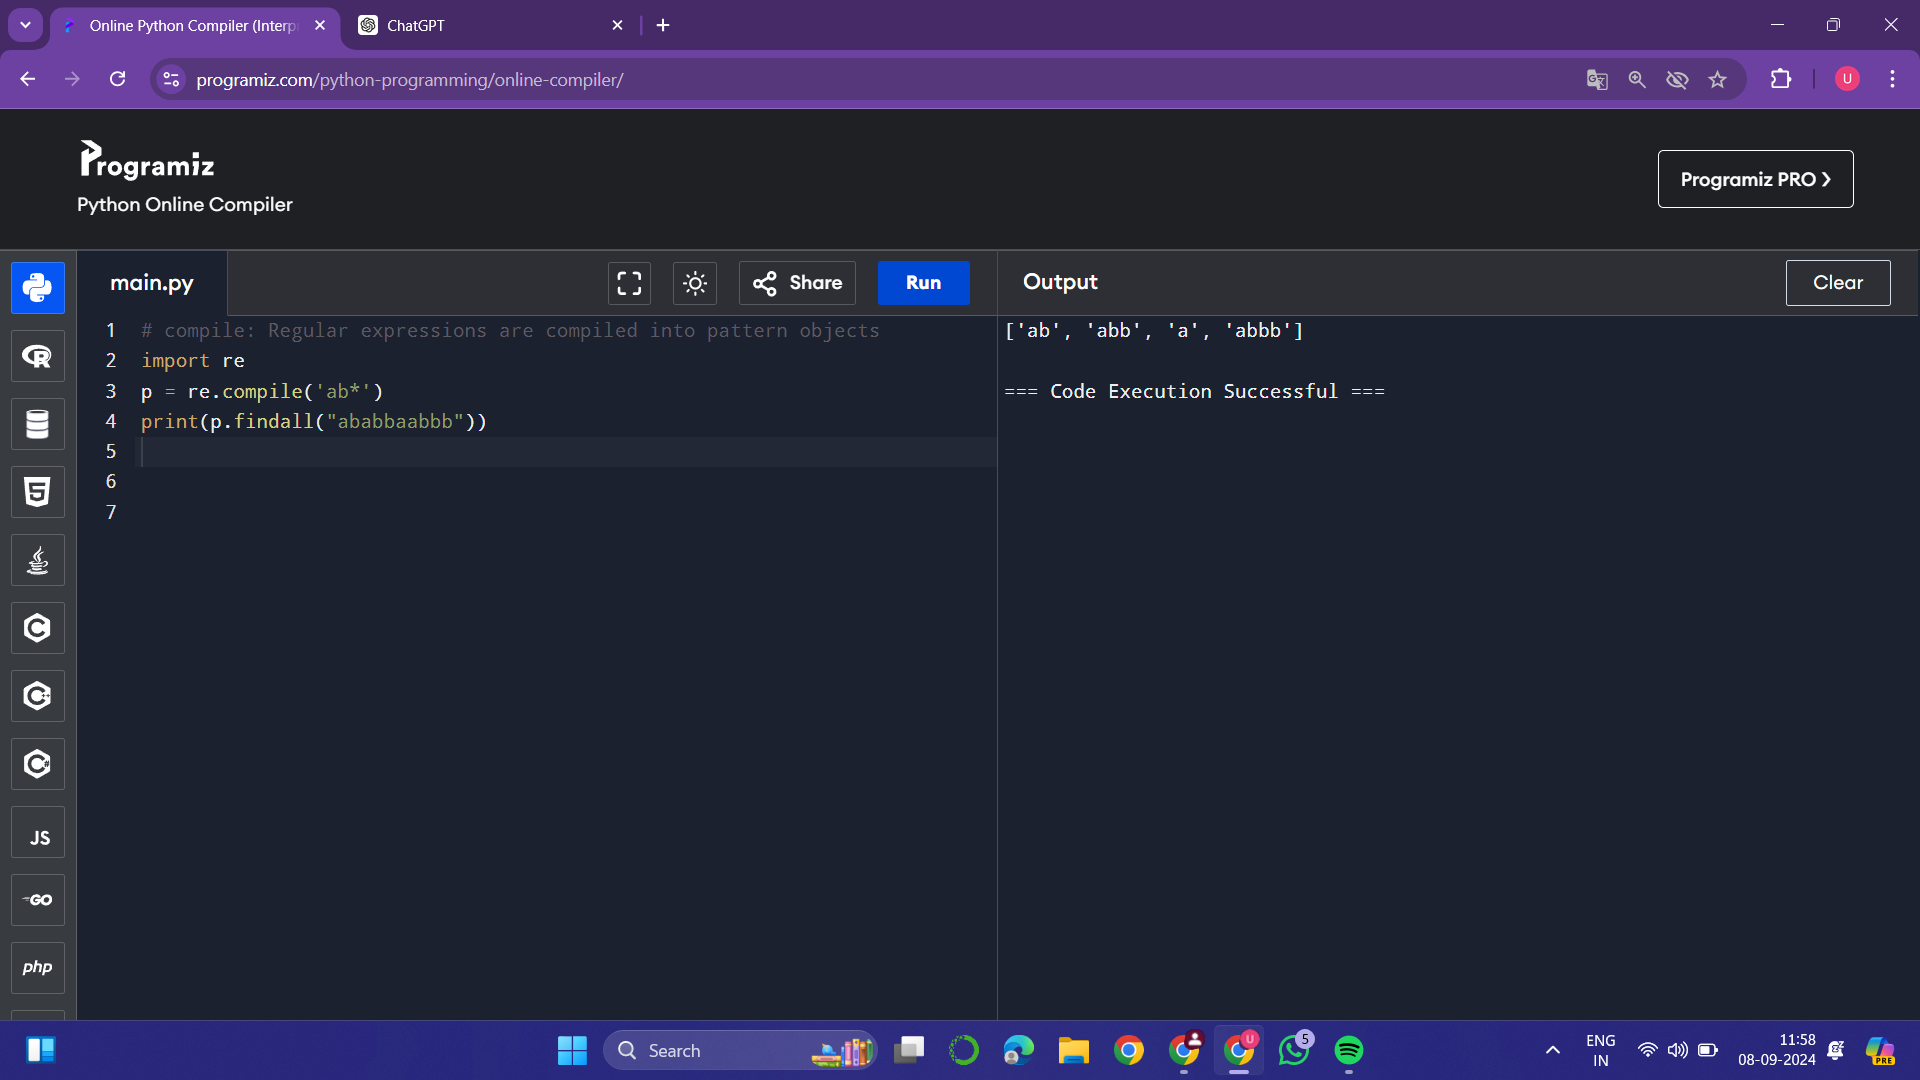 Online Python Compiler (Interp
ChatGPT
programiz.com/python-programming/online-compiler/
U
Programiz
Python Online Compiler
Programiz PRO ❯
main.py
Share
Run
Output
Clear
1 # compile: Regular expressions are compiled into pattern objects
2 import re
3 p = re.compile('ab*')
4 print(p.findall("ababbaabbb"))
5
6
7
['ab', 'abb', 'a', 'abbb']
=== Code Execution Successful ===
R
5
C
C++
C#
JS
GO
php
Search
U
5
ENG
IN
11:58
08-09-2024
PRE